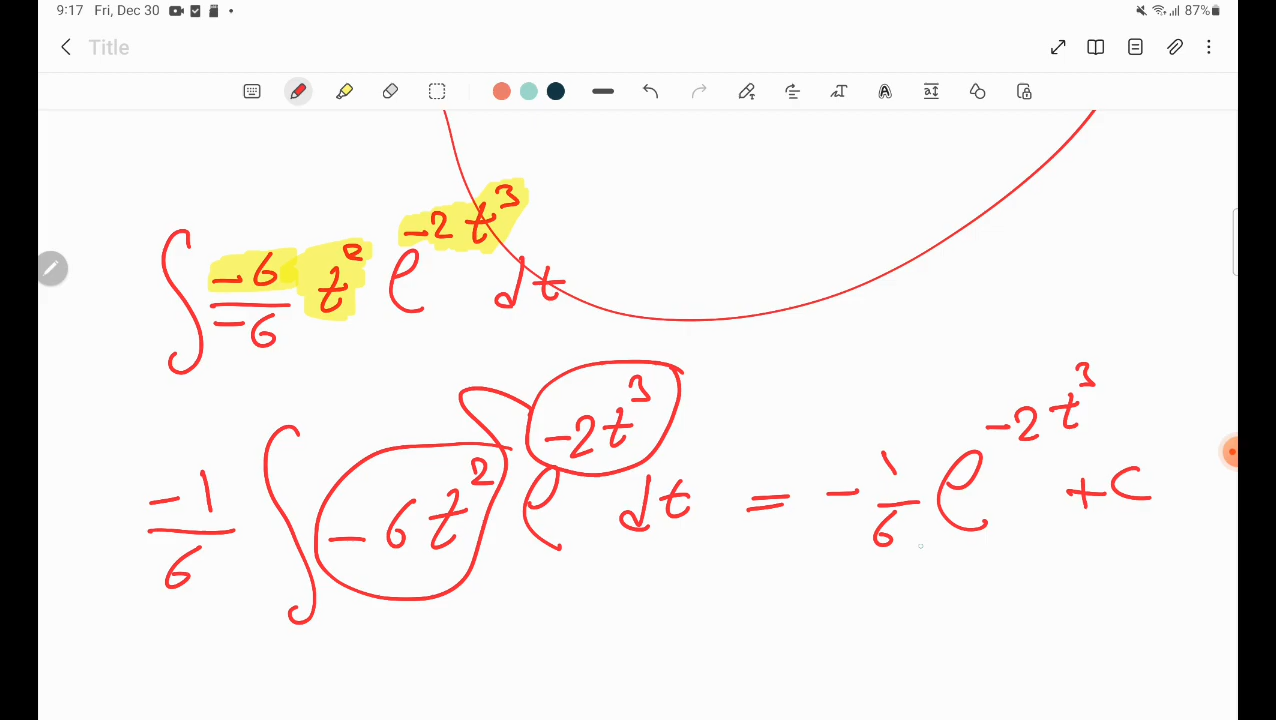 9:17 Fri, Dec 30 87%
Title
∫ -6/-6 t² e^(-2t³) dt
-1/6 ∫ -6t² e^(-2t³) dt = -1/6 e^(-2t³) + C